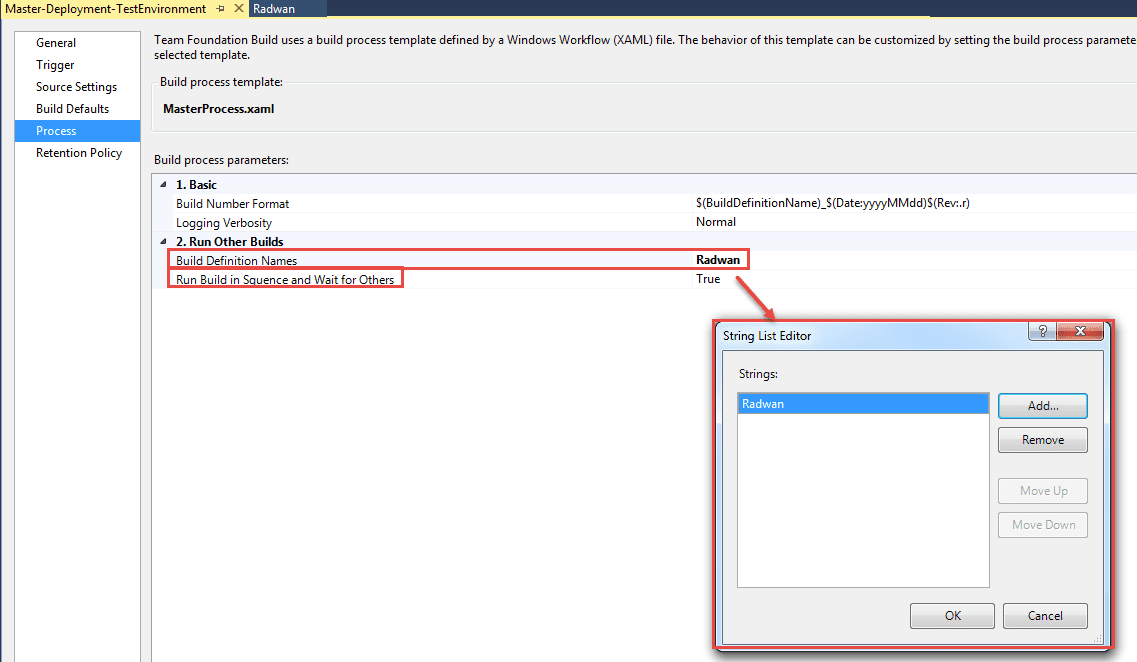 Master-Deployment-TestEnvironment
Radwan
General
Trigger
Source Settings
Build Defaults
Process
Retention Policy
Team Foundation Build uses a build process template defined by a Windows Workflow (XAML) file. The behavior of this template can be customized by setting the build process parameter
selected template.
Build process template:
MasterProcess.xaml
Build process parameters:
1. Basic
Build Number Format $(BuildDefinitionName)_$(Date:yyyyMMdd)$(Rev:.r)
Logging Verbosity Normal
2. Run Other Builds
Build Definition Names Radwan
Run Build in Squence and Wait for Others True
String List Editor
?
Strings:
Radwan
Add...
Remove
Move Up
Move Down
OK
Cancel